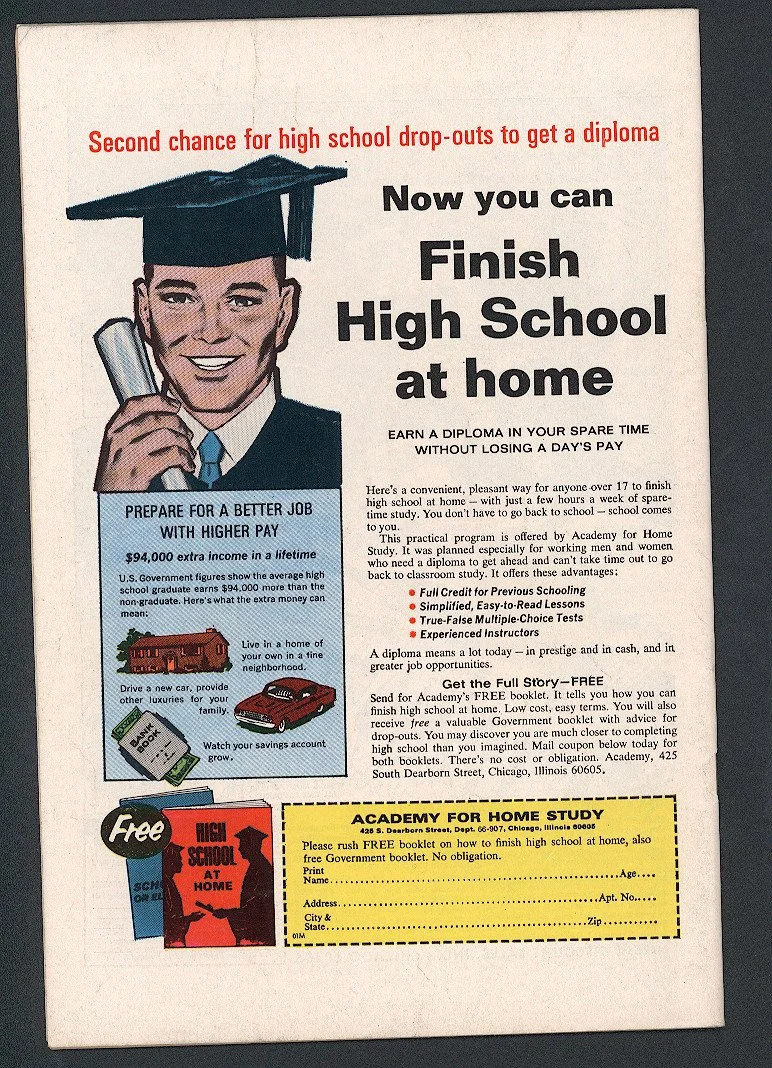 Second chance for high school drop-outs to get a diploma
Now you can
Finish
High School
at home
EARN A DIPLOMA IN YOUR SPARE TIME
WITHOUT LOSING A DAY'S PAY
PREPARE FOR A BETTER JOB
WITH HIGHER PAY
$94,000 extra income in a lifetime
U.S. Government figures show the average high
school graduate earns $94,000 more than the
non-graduate. Here's what the extra money can
mean:
Live in a home of
your own in a fine
neighborhood.
Drive a new car, provide
other luxuries for your
family.
BANK
BOOK
Watch your savings account
grow.
Here's a convenient, pleasant way for anyone over 17 to finish
high school at home — with just a few hours a week of spare-
time study. You don't have to go back to school — school comes
to you.
This practical program is offered by Academy for Home
Study. It was planned especially for working men and women
who need a diploma to get ahead and can't take time out to go
back to classroom study. It offers these advantages:
• Full Credit for Previous Schooling
• Simplified, Easy-to-Read Lessons
• True-False Multiple-Choice Tests
• Experienced Instructors
A diploma means a lot today — in prestige and in cash, and in
greater job opportunities.
Get the Full Story—FREE
Send for Academy's FREE booklet. It tells you how you can
finish high school at home. Low cost, easy terms. You will also
receive free a valuable Government booklet with advice for
drop-outs. You may discover you are much closer to completing
high school than you imagined. Mail coupon below today for
both booklets. There's no cost or obligation. Academy, 425
South Dearborn Street, Chicago, Illinois 60605.
Free
SCH
OR EL
HIGH
SCHOOL
AT
HOME
ACADEMY FOR HOME STUDY
425 S. Dearborn Street, Dept. 66-907, Chicago, Illinois 60605
Please rush FREE booklet on how to finish high school at home, also
free Government booklet. No obligation.
Print
Name..........Age....
Address..........Apt. No.....
City &
State..........Zip..........
01M